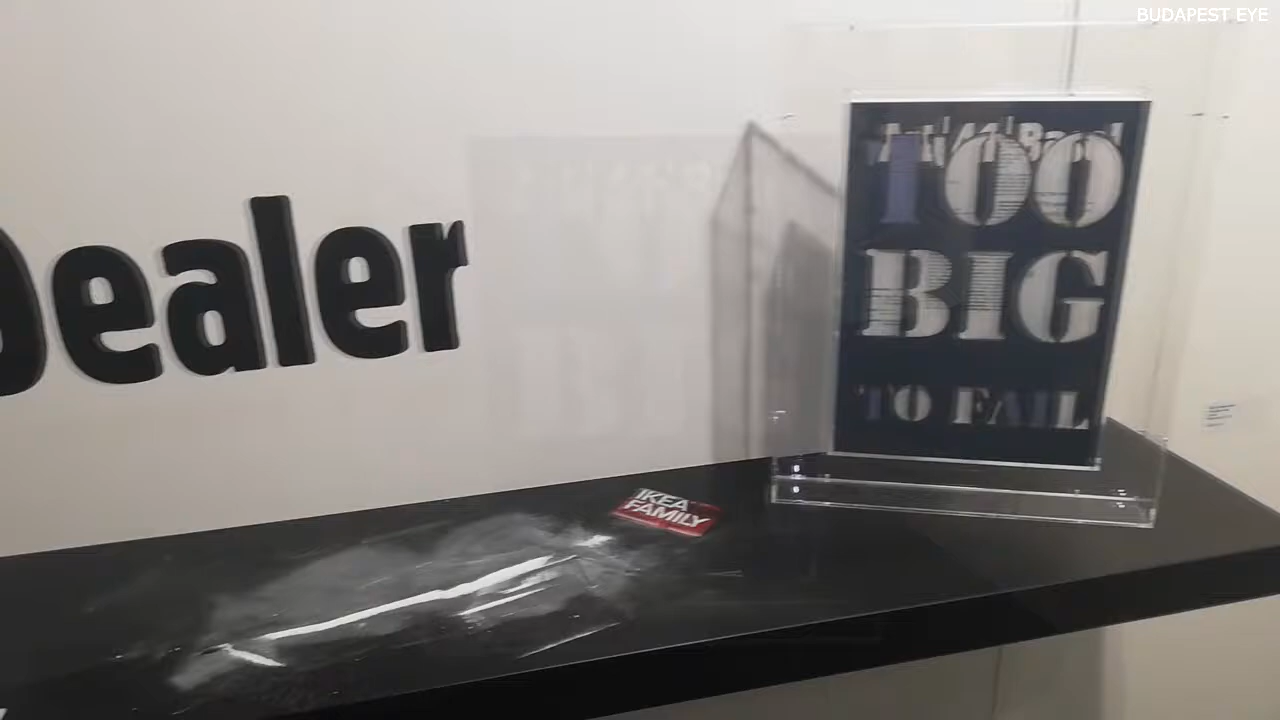 BUDAPEST EYE
Dealer
TOO
BIG
TO FAIL
IKEA
FAMILY